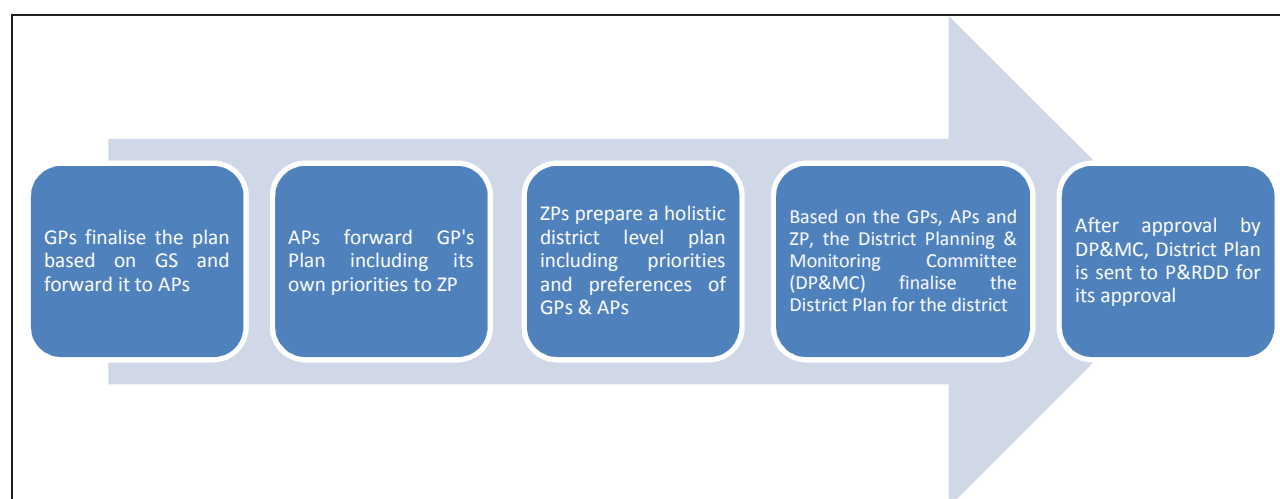 GPs finalise the plan
based on GS and
forward it to APs
APs forward GP's
Plan including its
own priorities to ZP
ZPs prepare a holistic
district level plan
including priorities
and preferences of
GPs & APs
Based on the GPs, APs and
ZP, the District Planning &
Monitoring Committee
(DP&MC) finalise the
District Plan for the district
After approval by
DP&MC, District Plan
is sent to P&RDD for
its approval